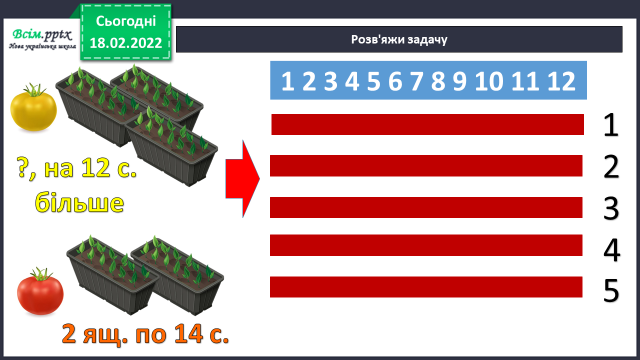 Всім.pptx
Нова українська школа
Сьогодні
18.02.2022
Розв'яжи задачу
?, на 12 с.
більше
2 ящ. по 14 с.
1 2 3 4 5 6 7 8 9 10 11 12
1
2
3
4
5